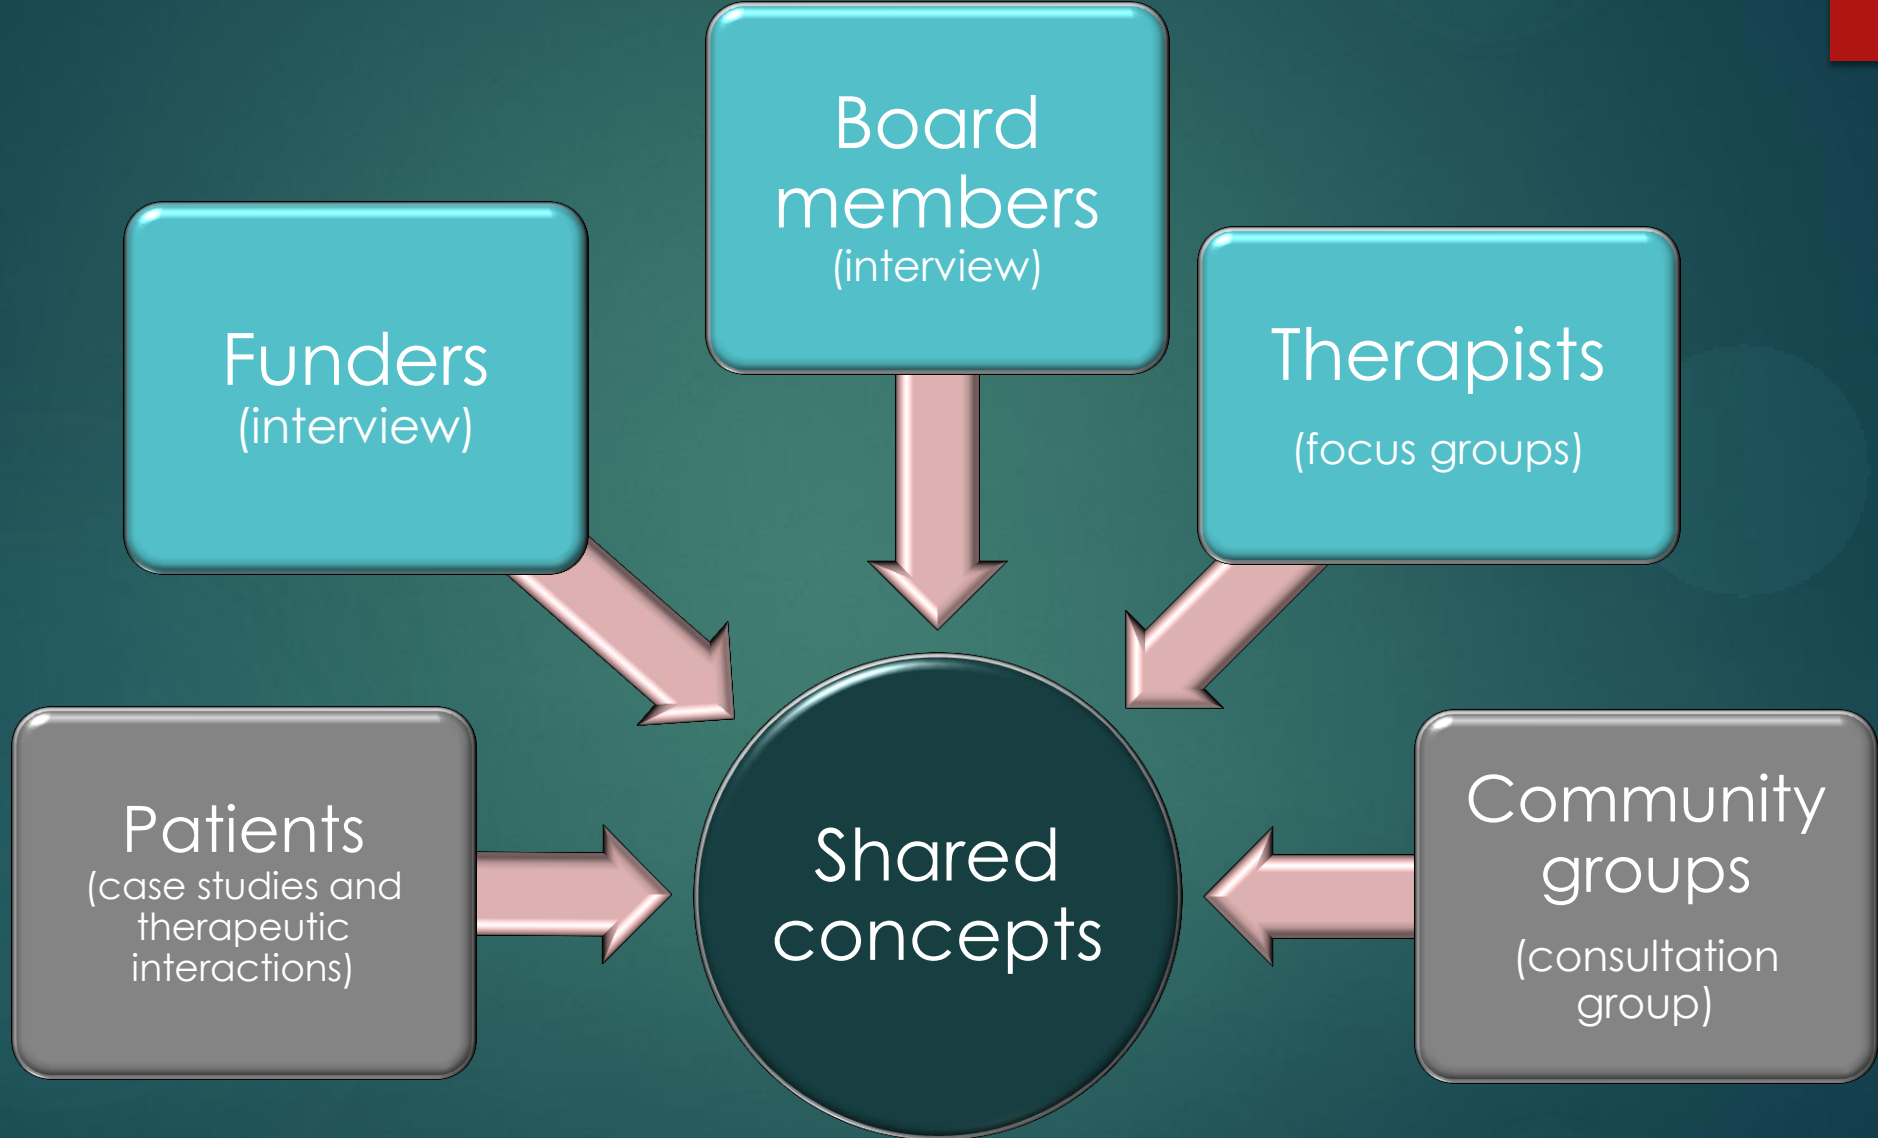 Board
members
(interview)
Funders
(interview)
Therapists
(focus groups)
Patients
(case studies and
therapeutic
interactions)
Shared
concepts
Community
groups
(consultation
group)